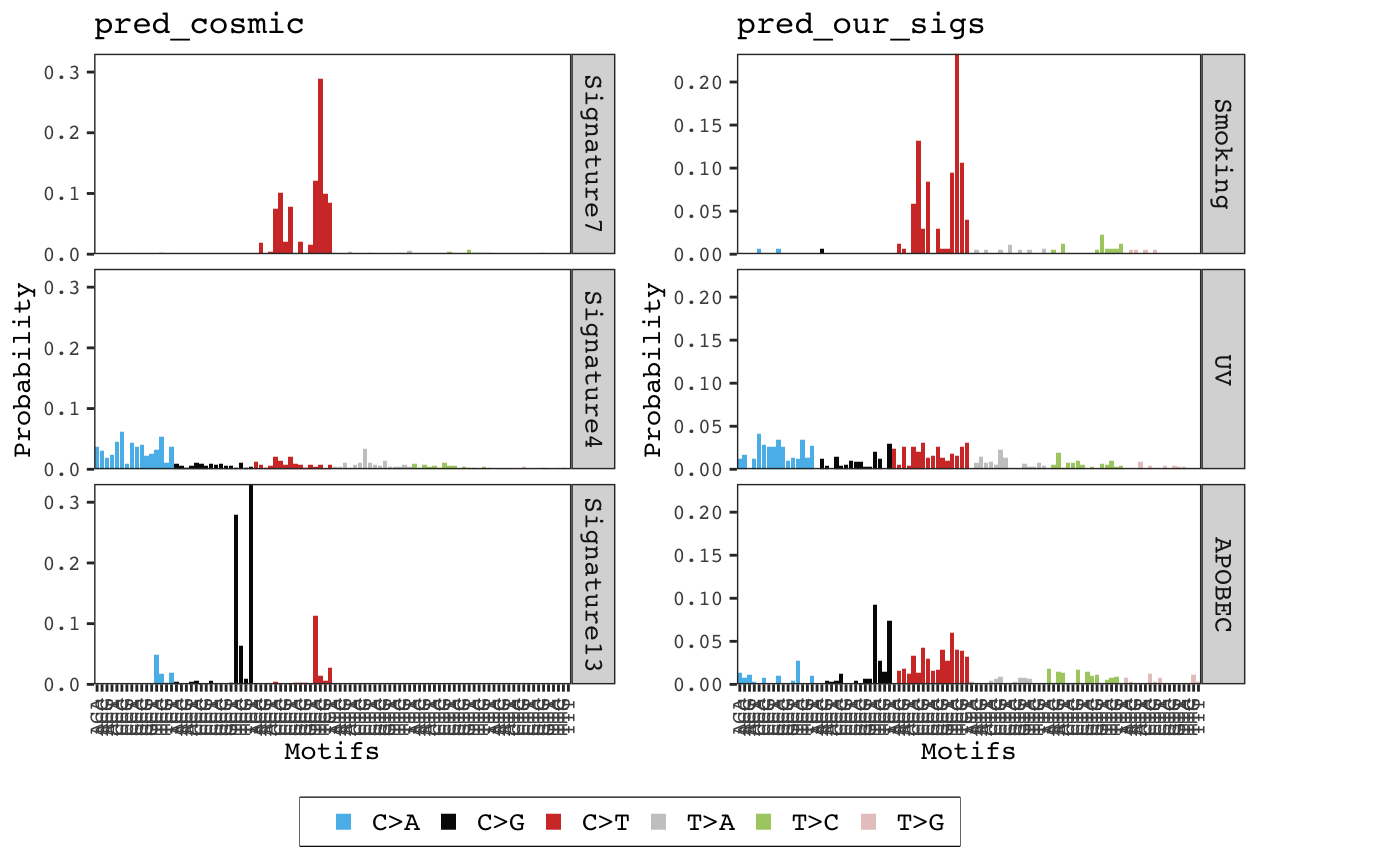 pred_cosmic
pred_our_sigs
Probability
0.3
0.2
0.1
0.0
Signature7
0.3
0.2
0.1
0.0
Signature4
0.3
0.2
0.1
0.0
Signature13
Motifs
Probability
0.20
0.15
0.10
0.05
0.00
Smoking
0.20
0.15
0.10
0.05
0.00
UV
0.20
0.15
0.10
0.05
0.00
APOBEC
Motifs
C>A C>G C>T T>A T>C T>G